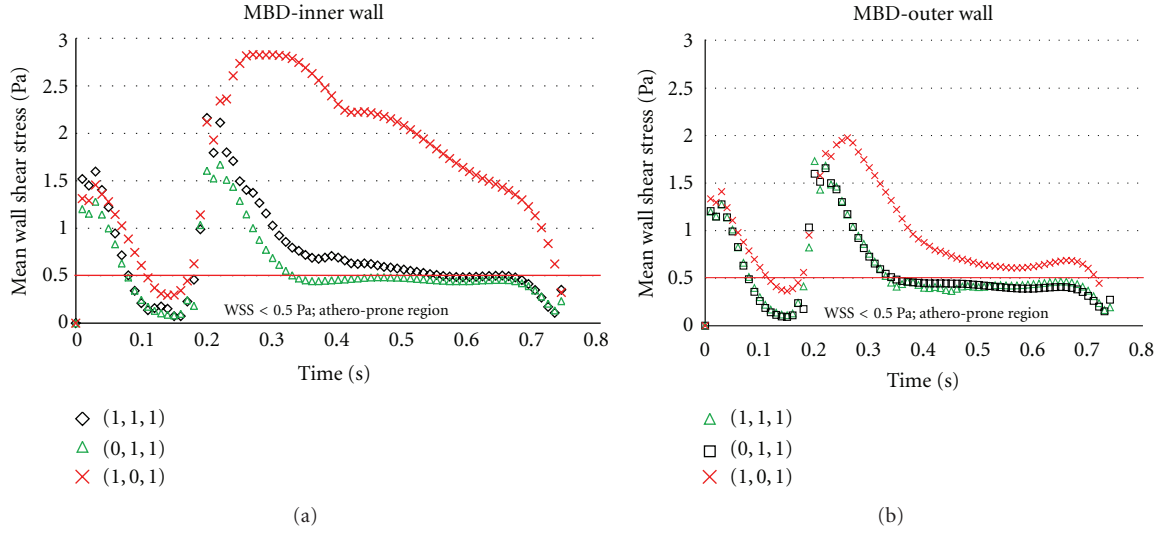 MBD-inner wall
Mean wall shear stress (Pa)
3
2.5
2
1.5
1
0.5
0
WSS < 0.5 Pa; athero-prone region
0 0.1 0.2 0.3 0.4 0.5 0.6 0.7 0.8
Time (s)
(1, 1, 1)
(0, 1, 1)
(1, 0, 1)
(a)
MBD-outer wall
Mean wall shear stress (Pa)
3
2.5
2
1.5
1
0.5
0
WSS < 0.5 Pa; athero-prone region
0 0.1 0.2 0.3 0.4 0.5 0.6 0.7 0.8
Time (s)
(1, 1, 1)
(0, 1, 1)
(1, 0, 1)
(b)